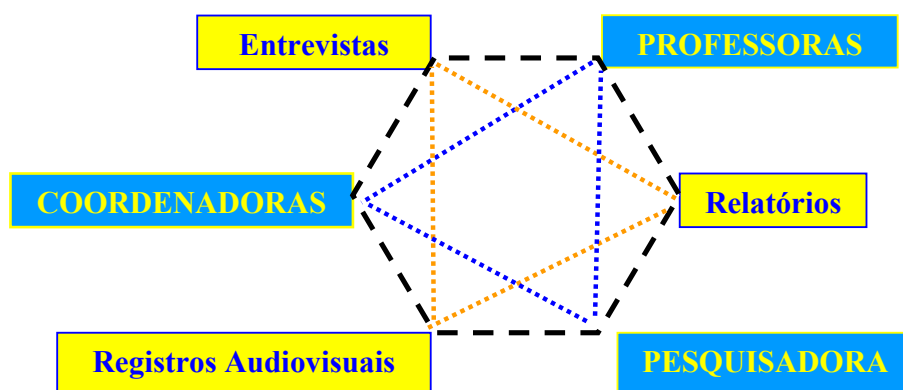 Entrevistas
PROFESSORAS
COORDENADORAS
Relatórios
Registros Audiovisuais
PESQUISADORA